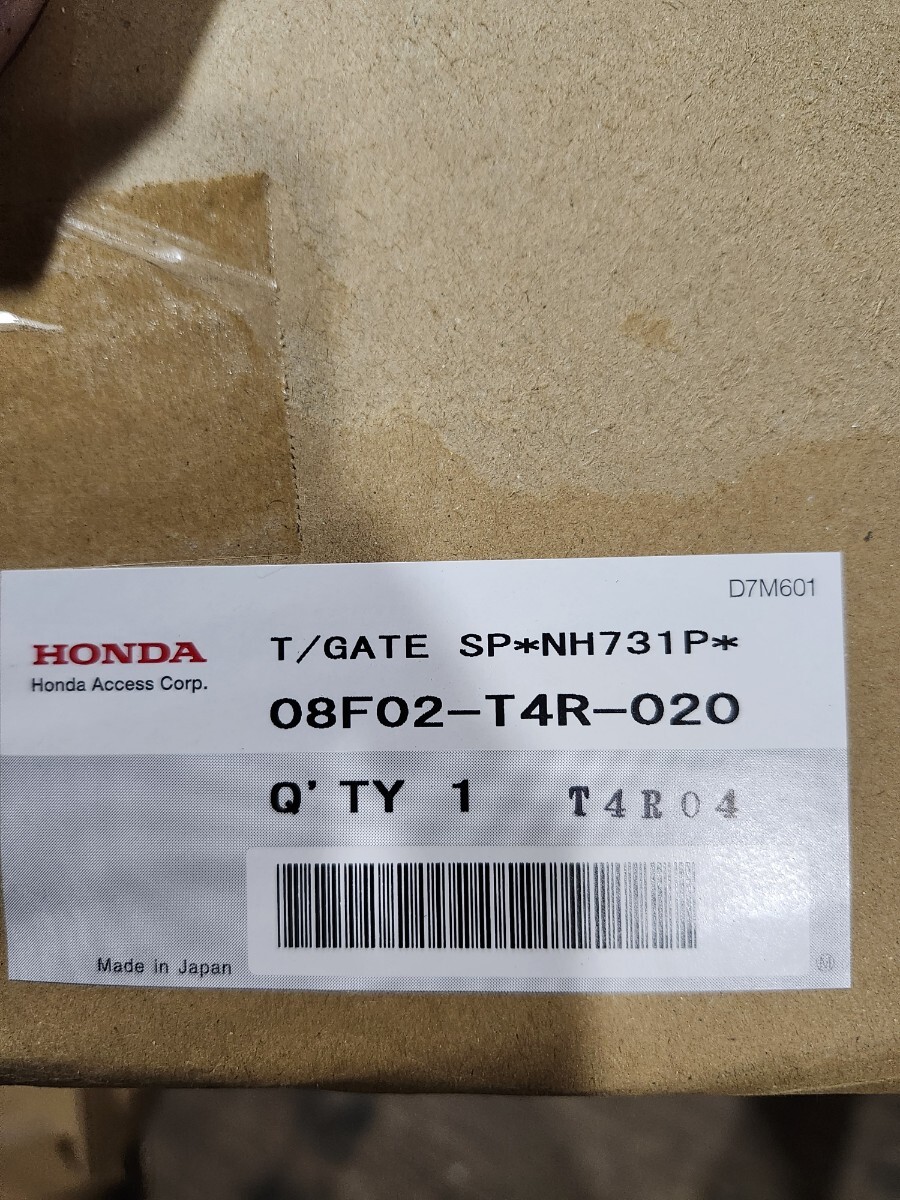 D7M601
HONDA
Honda Access Corp.
T/GATE SP*NH731P*
08F02-T4R-020
Q'TY 1 T4R04
Made in Japan
M